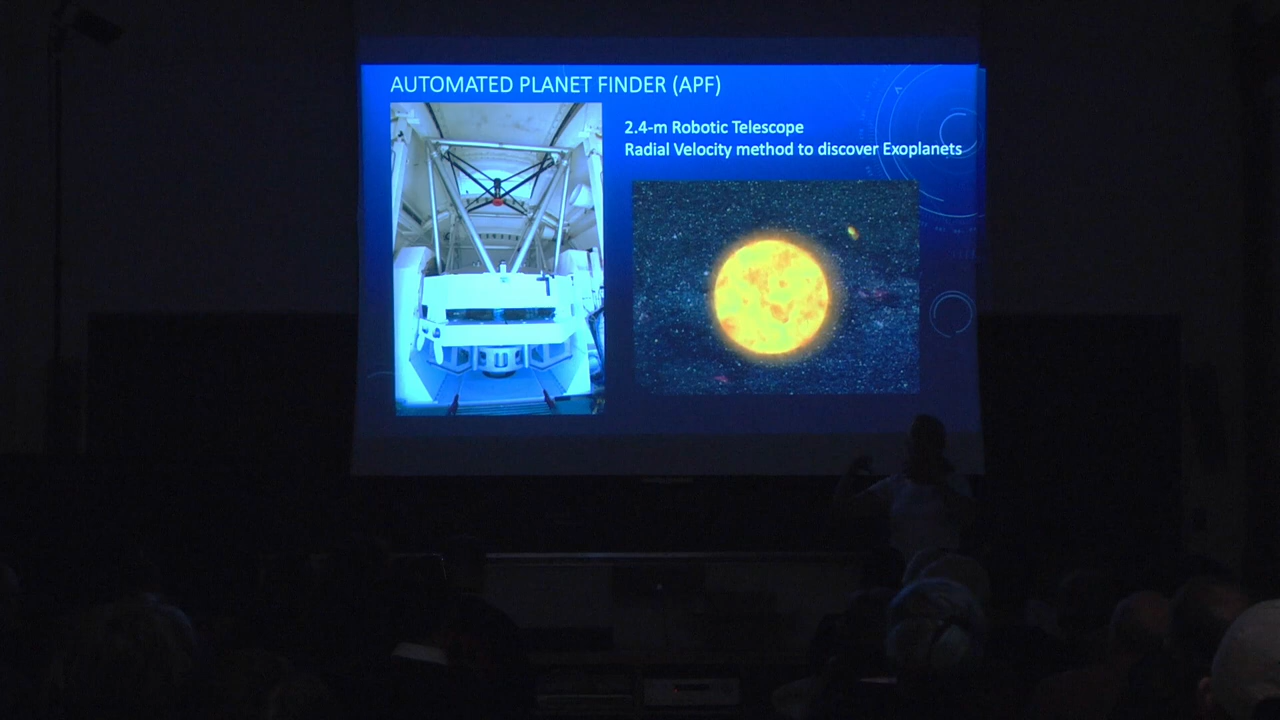 AUTOMATED PLANET FINDER (APF)
2.4-m Robotic Telescope
Radial Velocity method to discover Exoplanets